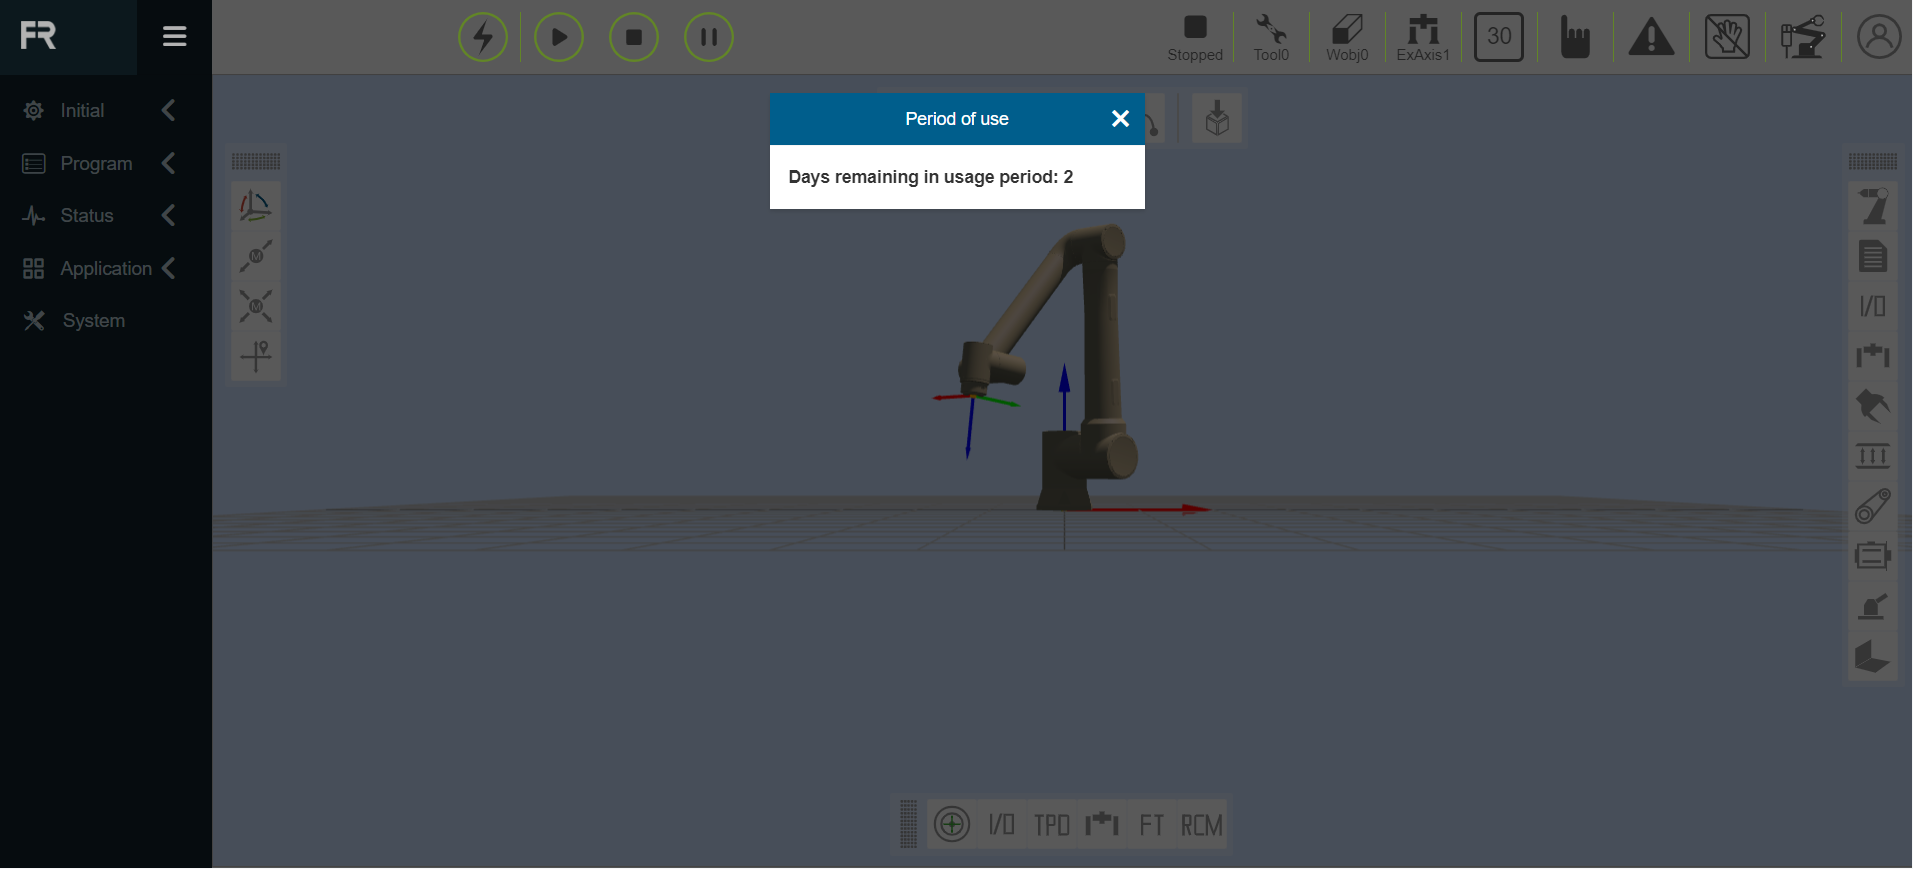 FR
Stopped
Tool0
Wobj0
ExAxis1
30
Initial
Program
Status
Application
System
Period of use
Days remaining in usage period: 2
M
M
I/O
I/O
TPD
FT
RCM